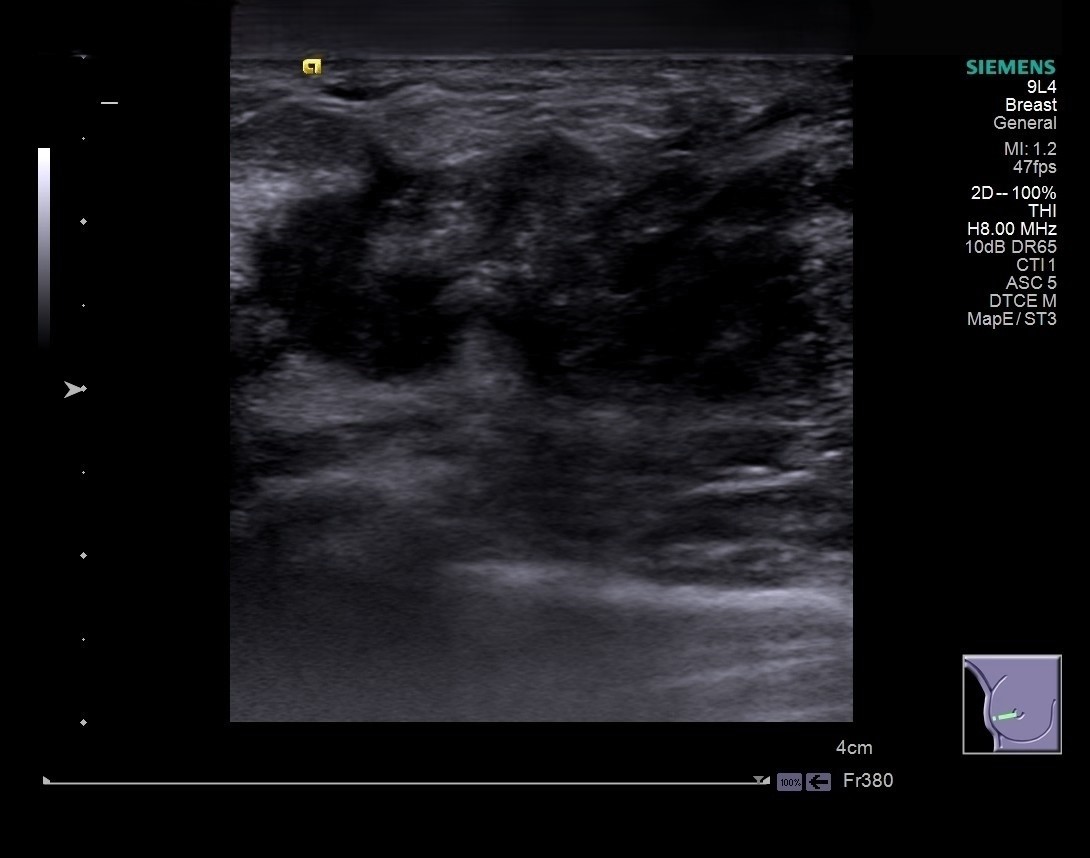 SIEMENS
9L4
Breast
General
MI: 1.2
47fps
2D--100%
THI
H8.00 MHz
10dB DR65
CTI 1
ASC 5
DTCE M
MapE / ST3
4cm
100%
Fr380